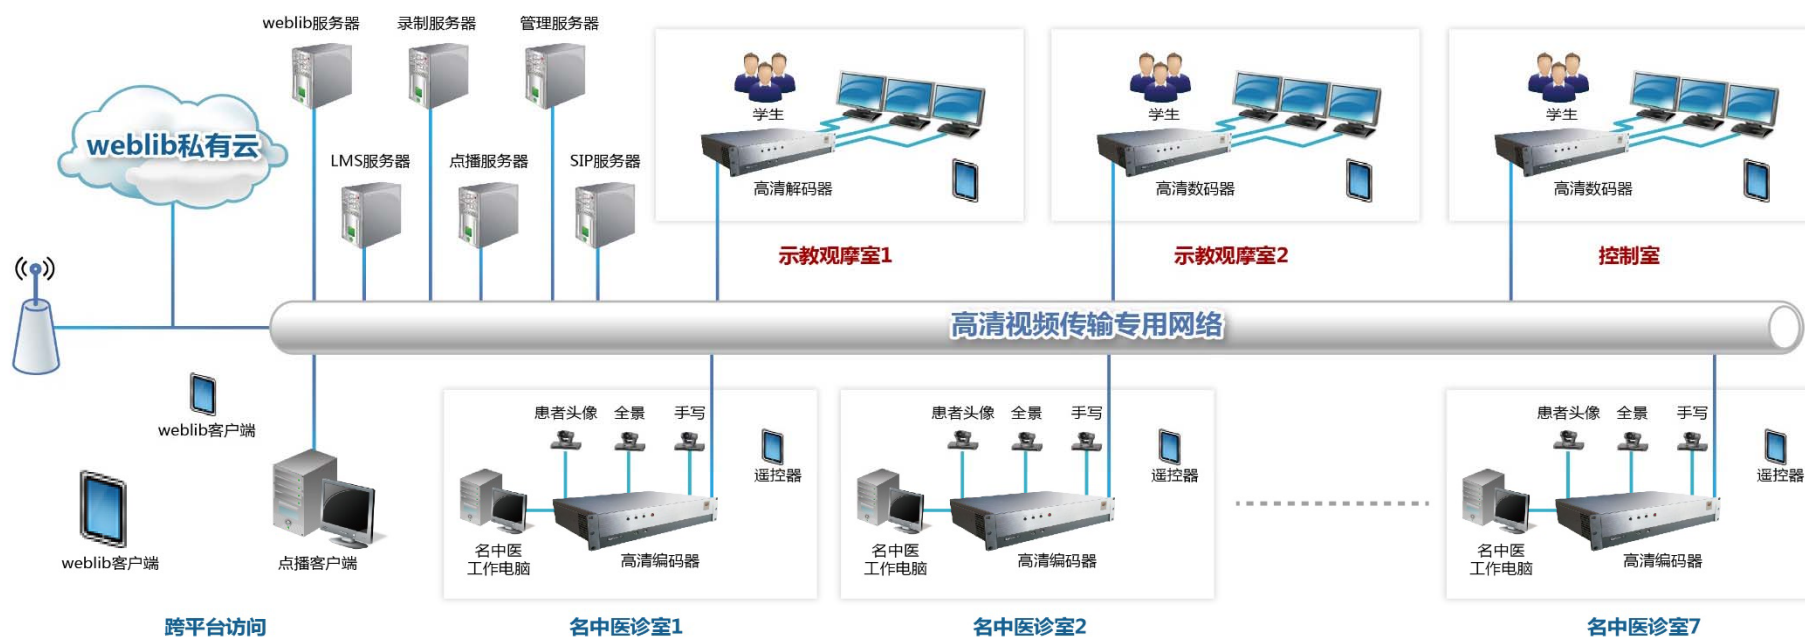 weblib服务器
录制服务器
管理服务器
weblib私有云
LMS服务器
点播服务器
SIP服务器
学生
高清解码器
示教观摩室1
学生
高清数码器
示教观摩室2
学生
高清数码器
控制室
高清视频传输专用网络
weblib客户端
weblib客户端
点播客户端
跨平台访问
患者头像
全景
手写
遥控器
名中医
工作电脑
高清编码器
名中医诊室1
患者头像
全景
手写
遥控器
名中医
工作电脑
高清编码器
名中医诊室2
患者头像
全景
手写
遥控器
名中医
工作电脑
高清编码器
名中医诊室7